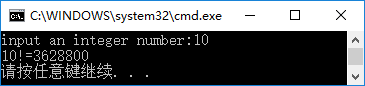 C:\WINDOWS\system32\cmd.exe
input an integer number:10
10!=3628800
请按任意键继续. . .